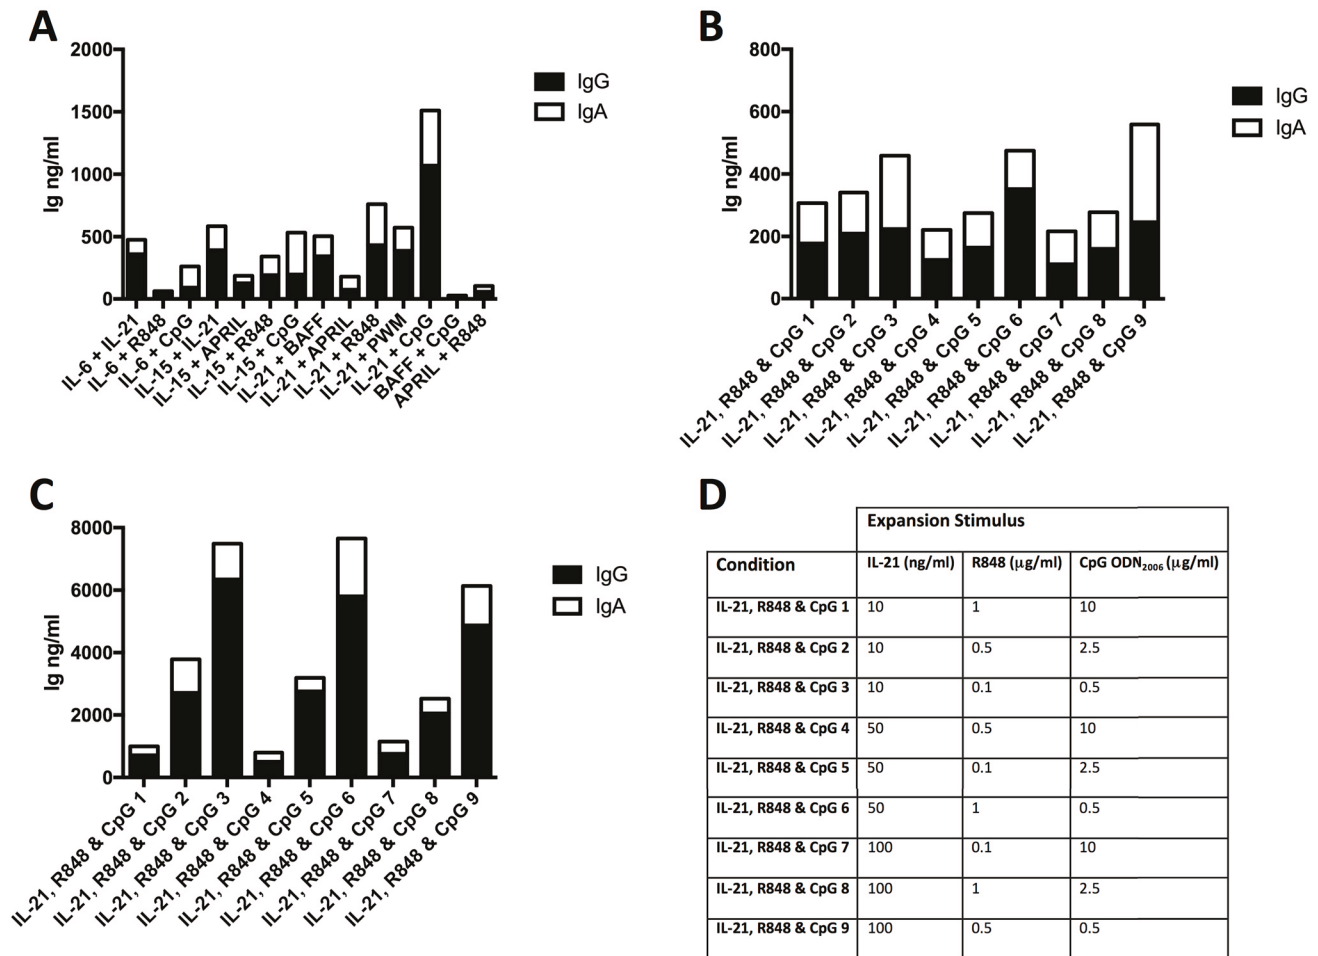 A
2000
1500
1000
500
0
Ig ng/ml
IgG
IgA
IL-6 + IL-21
IL-6 + R848
IL-6 + CpG
IL-15 + IL-21
IL-15 + APRIL
IL-15 + R848
IL-15 + CpG
IL-21 + BAFF
IL-21 + APRIL
IL-21 + R848
IL-21 + PWM
IL-21 + CpG
BAFF + CpG
APRIL + R848
B
800
600
400
200
0
Ig ng/ml
IgG
IgA
IL-21, R848 & CpG 1
IL-21, R848 & CpG 2
IL-21, R848 & CpG 3
IL-21, R848 & CpG 4
IL-21, R848 & CpG 5
IL-21, R848 & CpG 6
IL-21, R848 & CpG 7
IL-21, R848 & CpG 8
IL-21, R848 & CpG 9
C
8000
6000
4000
2000
0
Ig ng/ml
IgG
IgA
IL-21, R848 & CpG 1
IL-21, R848 & CpG 2
IL-21, R848 & CpG 3
IL-21, R848 & CpG 4
IL-21, R848 & CpG 5
IL-21, R848 & CpG 6
IL-21, R848 & CpG 7
IL-21, R848 & CpG 8
IL-21, R848 & CpG 9
D
Expansion Stimulus
Condition IL-21 (ng/ml) R848 (μg/ml) CpG ODN2006 (μg/ml)
IL-21, R848 & CpG 1 10 1 10
IL-21, R848 & CpG 2 10 0.5 2.5
IL-21, R848 & CpG 3 10 0.1 0.5
IL-21, R848 & CpG 4 50 0.5 10
IL-21, R848 & CpG 5 50 0.1 2.5
IL-21, R848 & CpG 6 50 1 0.5
IL-21, R848 & CpG 7 100 0.1 10
IL-21, R848 & CpG 8 100 1 2.5
IL-21, R848 & CpG 9 100 0.5 0.5